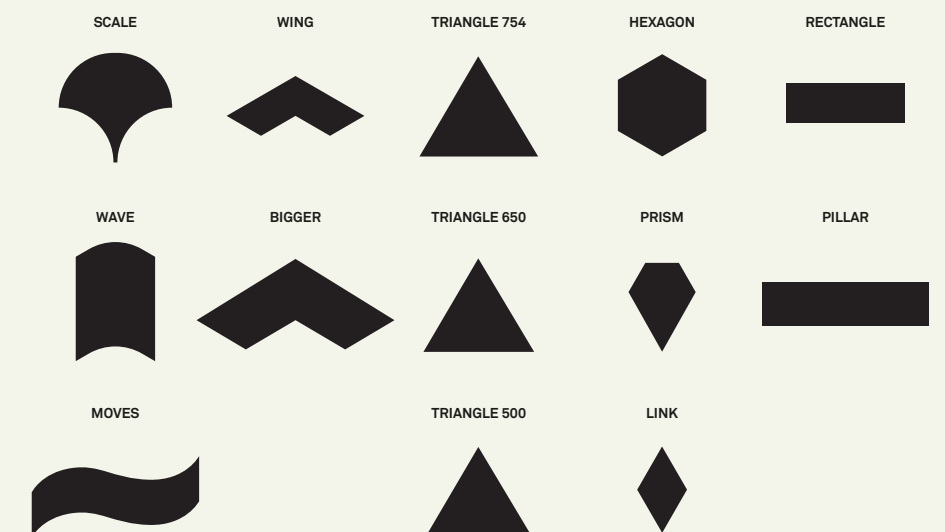 SCALE
WING
TRIANGLE 754
HEXAGON
RECTANGLE
WAVE
BIGGER
TRIANGLE 650
PRISM
PILLAR
MOVES
TRIANGLE 500
LINK